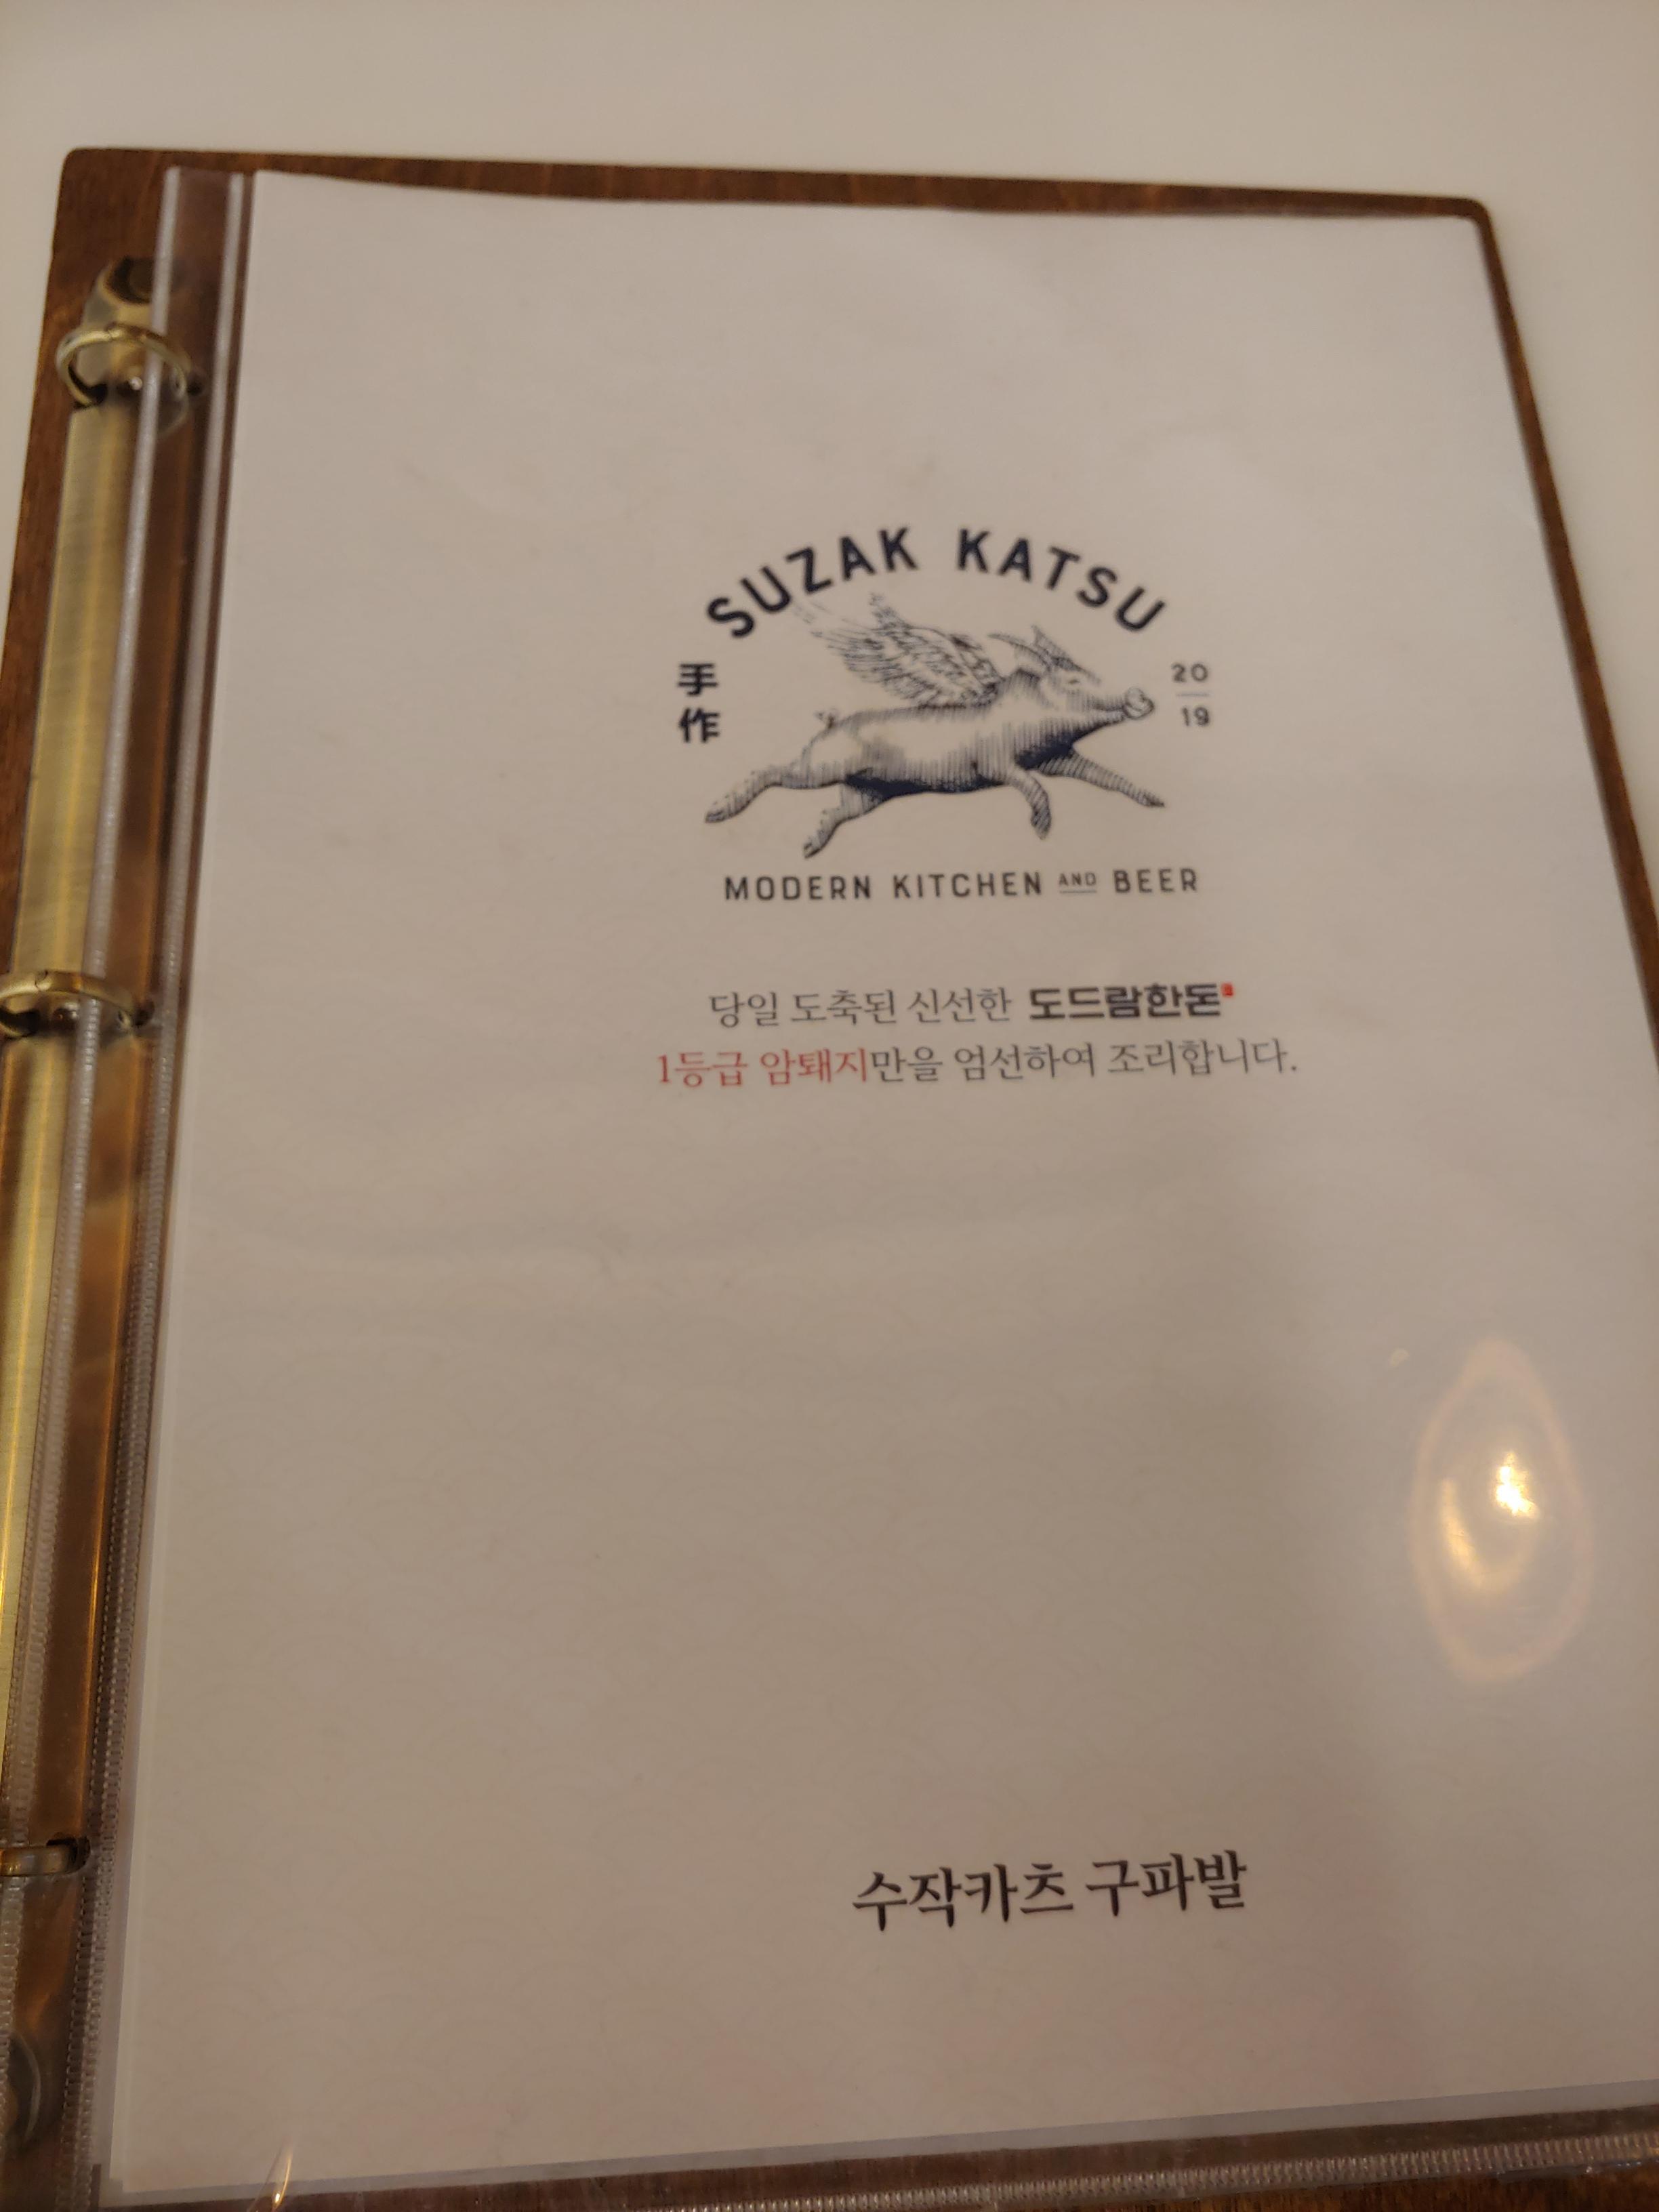 SUZAK KATSU
手
作
20
19
MODERN KITCHEN AND BEER
당일 도축된 신선한 도드람한돈
1등급 암퇘지만을 엄선하여 조리합니다.
수작카츠 구파발